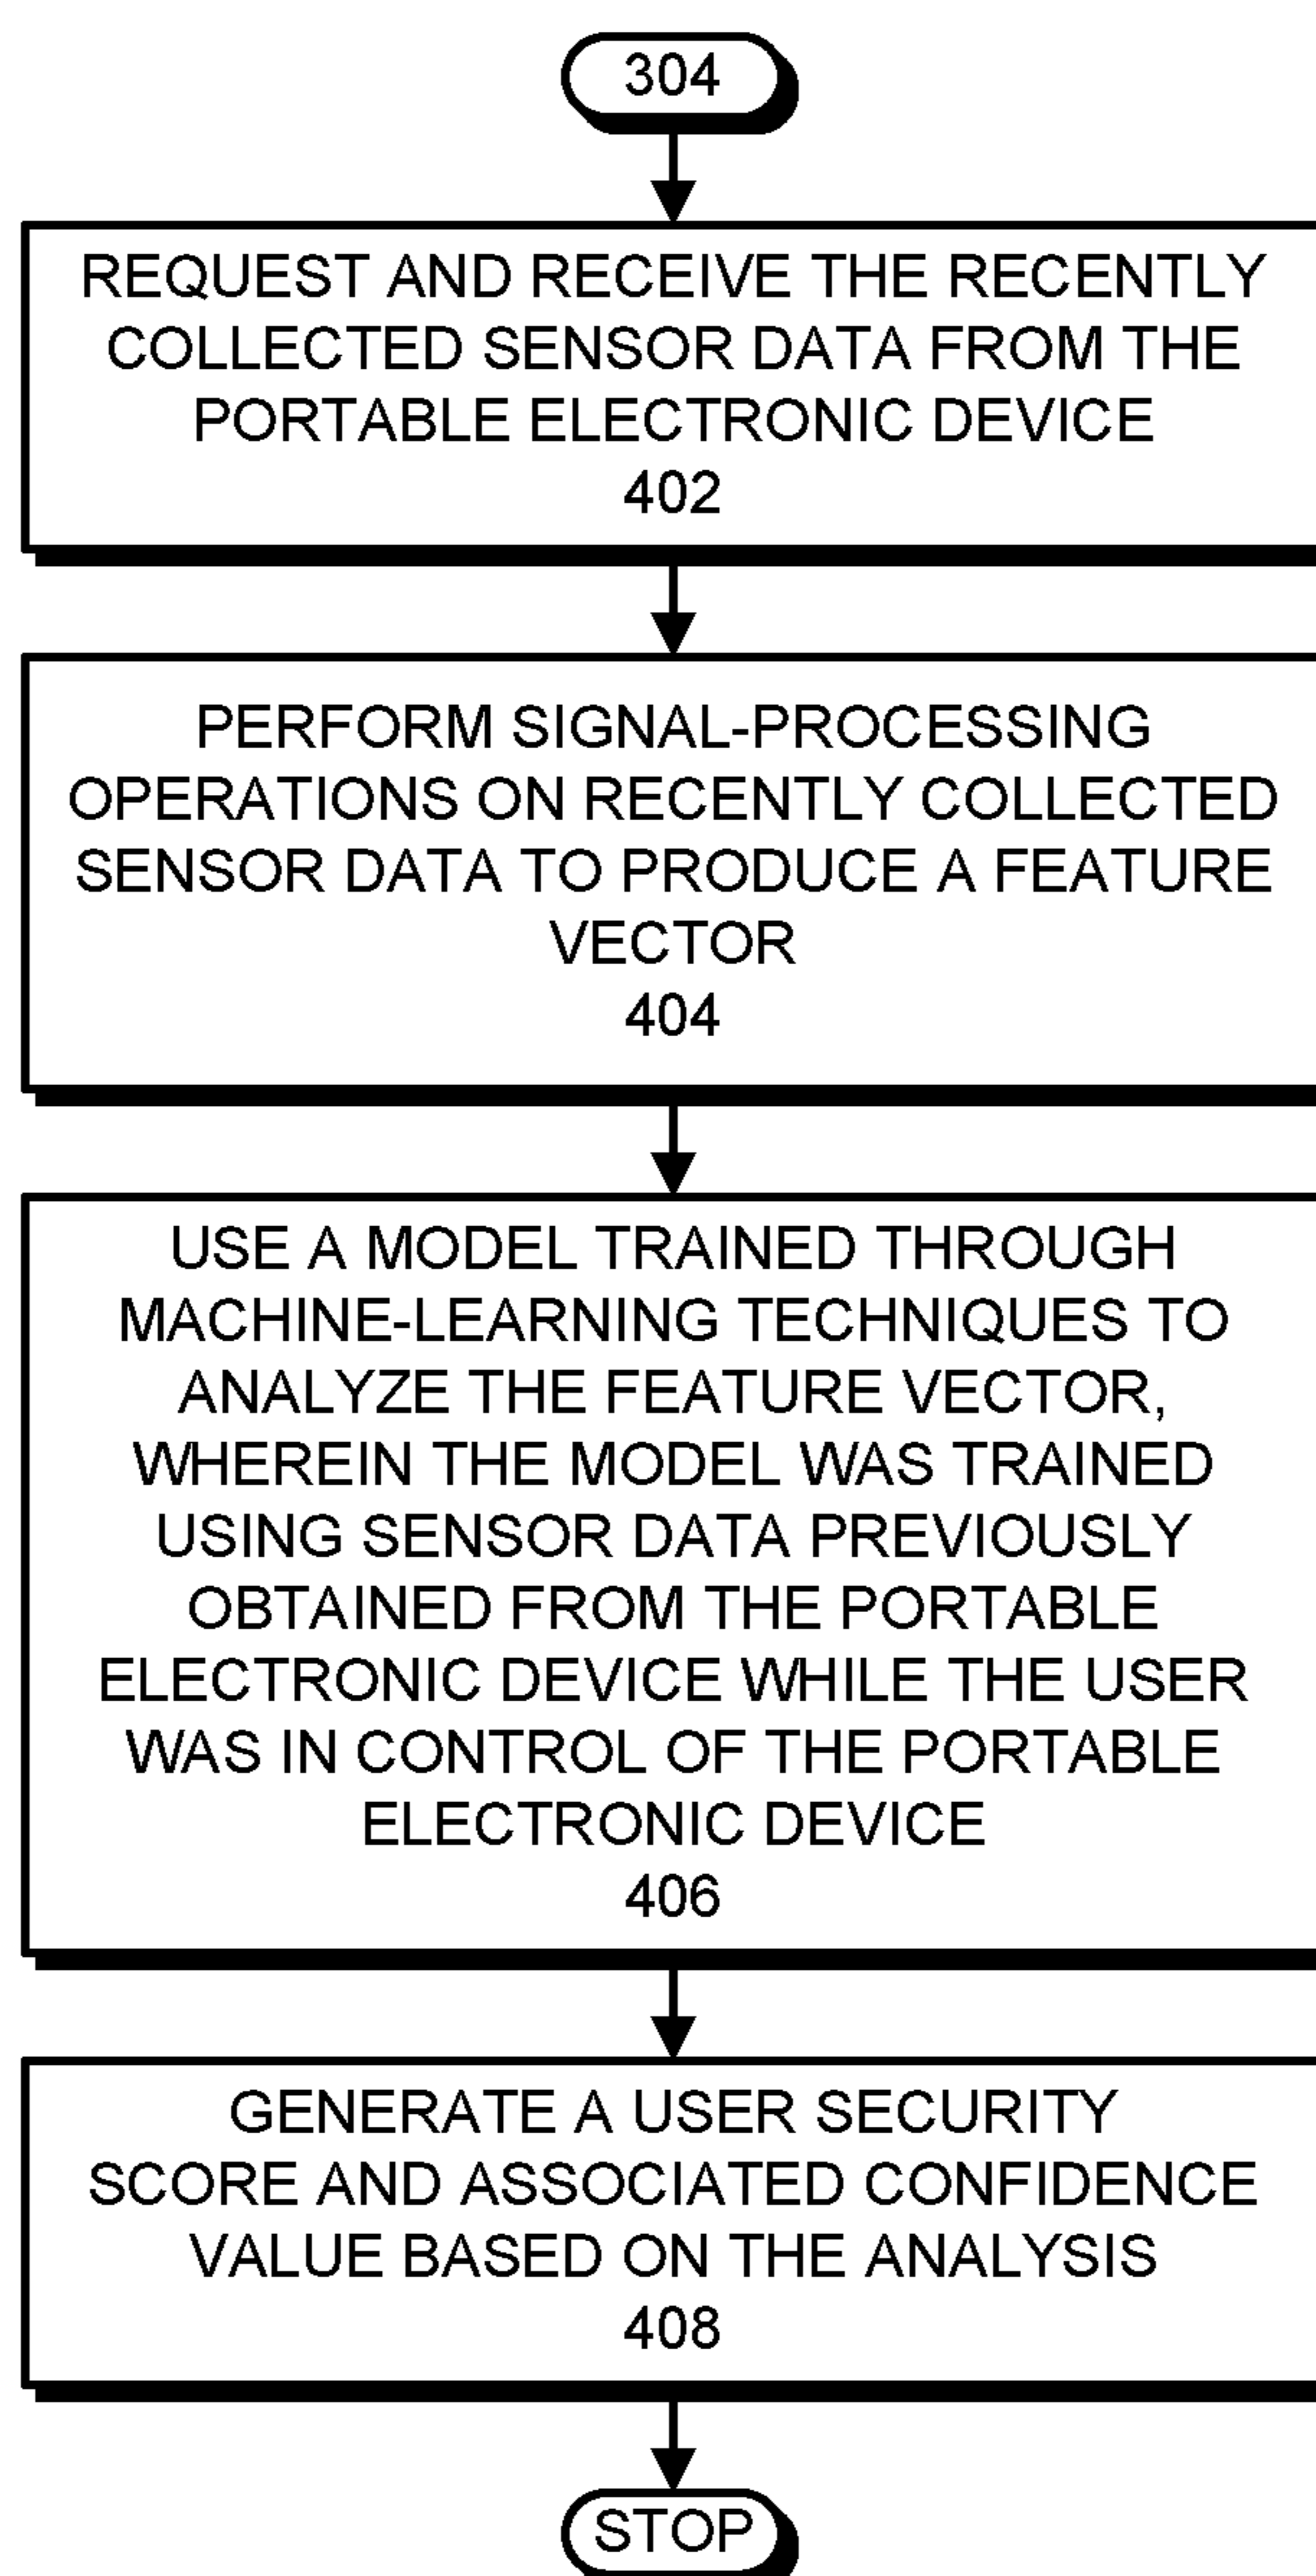 304
REQUEST AND RECEIVE THE RECENTLY
COLLECTED SENSOR DATA FROM THE
PORTABLE ELECTRONIC DEVICE
402
PERFORM SIGNAL-PROCESSING
OPERATIONS ON RECENTLY COLLECTED
SENSOR DATA TO PRODUCE A FEATURE
VECTOR
404
USE A MODEL TRAINED THROUGH
MACHINE-LEARNING TECHNIQUES TO
ANALYZE THE FEATURE VECTOR,
WHEREIN THE MODEL WAS TRAINED
USING SENSOR DATA PREVIOUSLY
OBTAINED FROM THE PORTABLE
ELECTRONIC DEVICE WHILE THE USER
WAS IN CONTROL OF THE PORTABLE
ELECTRONIC DEVICE
406
GENERATE A USER SECURITY
SCORE AND ASSOCIATED CONFIDENCE
VALUE BASED ON THE ANALYSIS
408
STOP